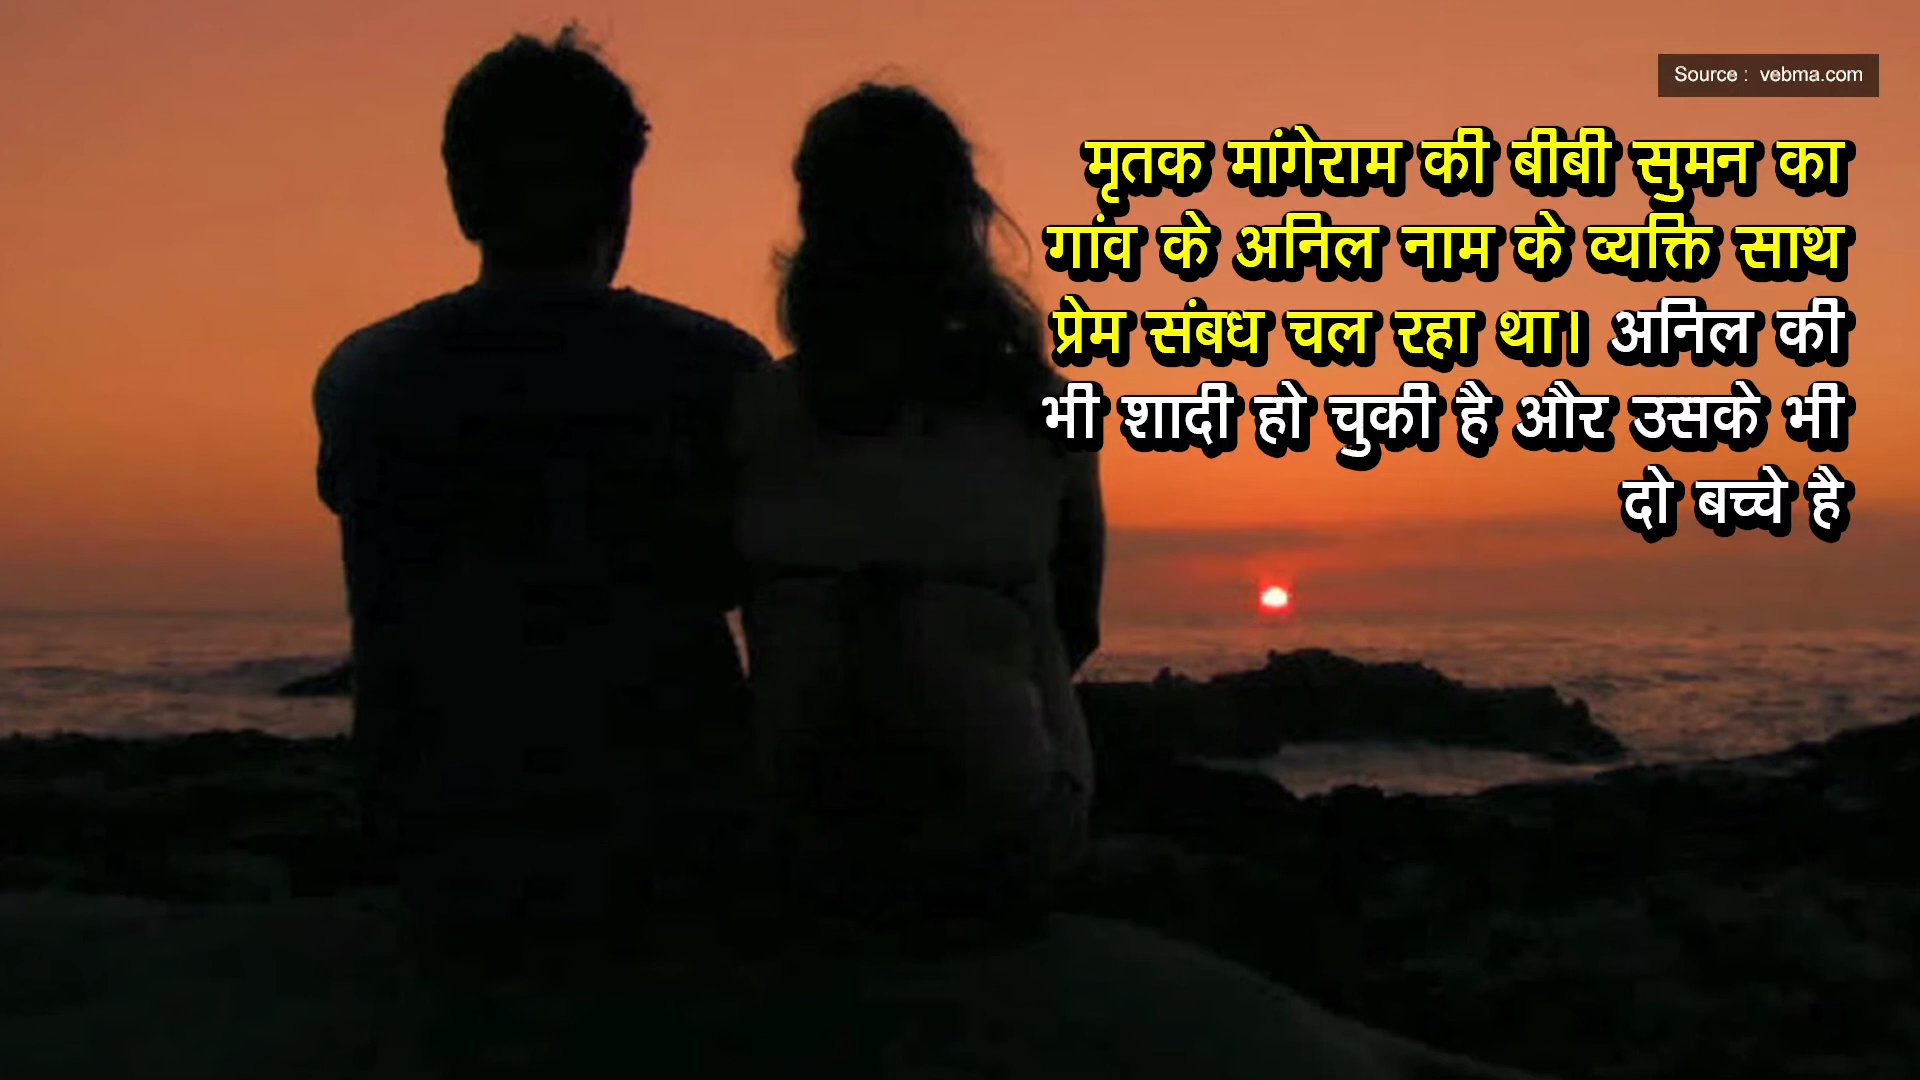 Source : vebma.com
मृतक मांगेराम की बीबी सुमन का
गांव के अनिल नाम के व्यक्ति साथ
प्रेम संबध चल रहा था। अनिल की
भी शादी हो चुकी है और उसके भी
दो बच्चे है